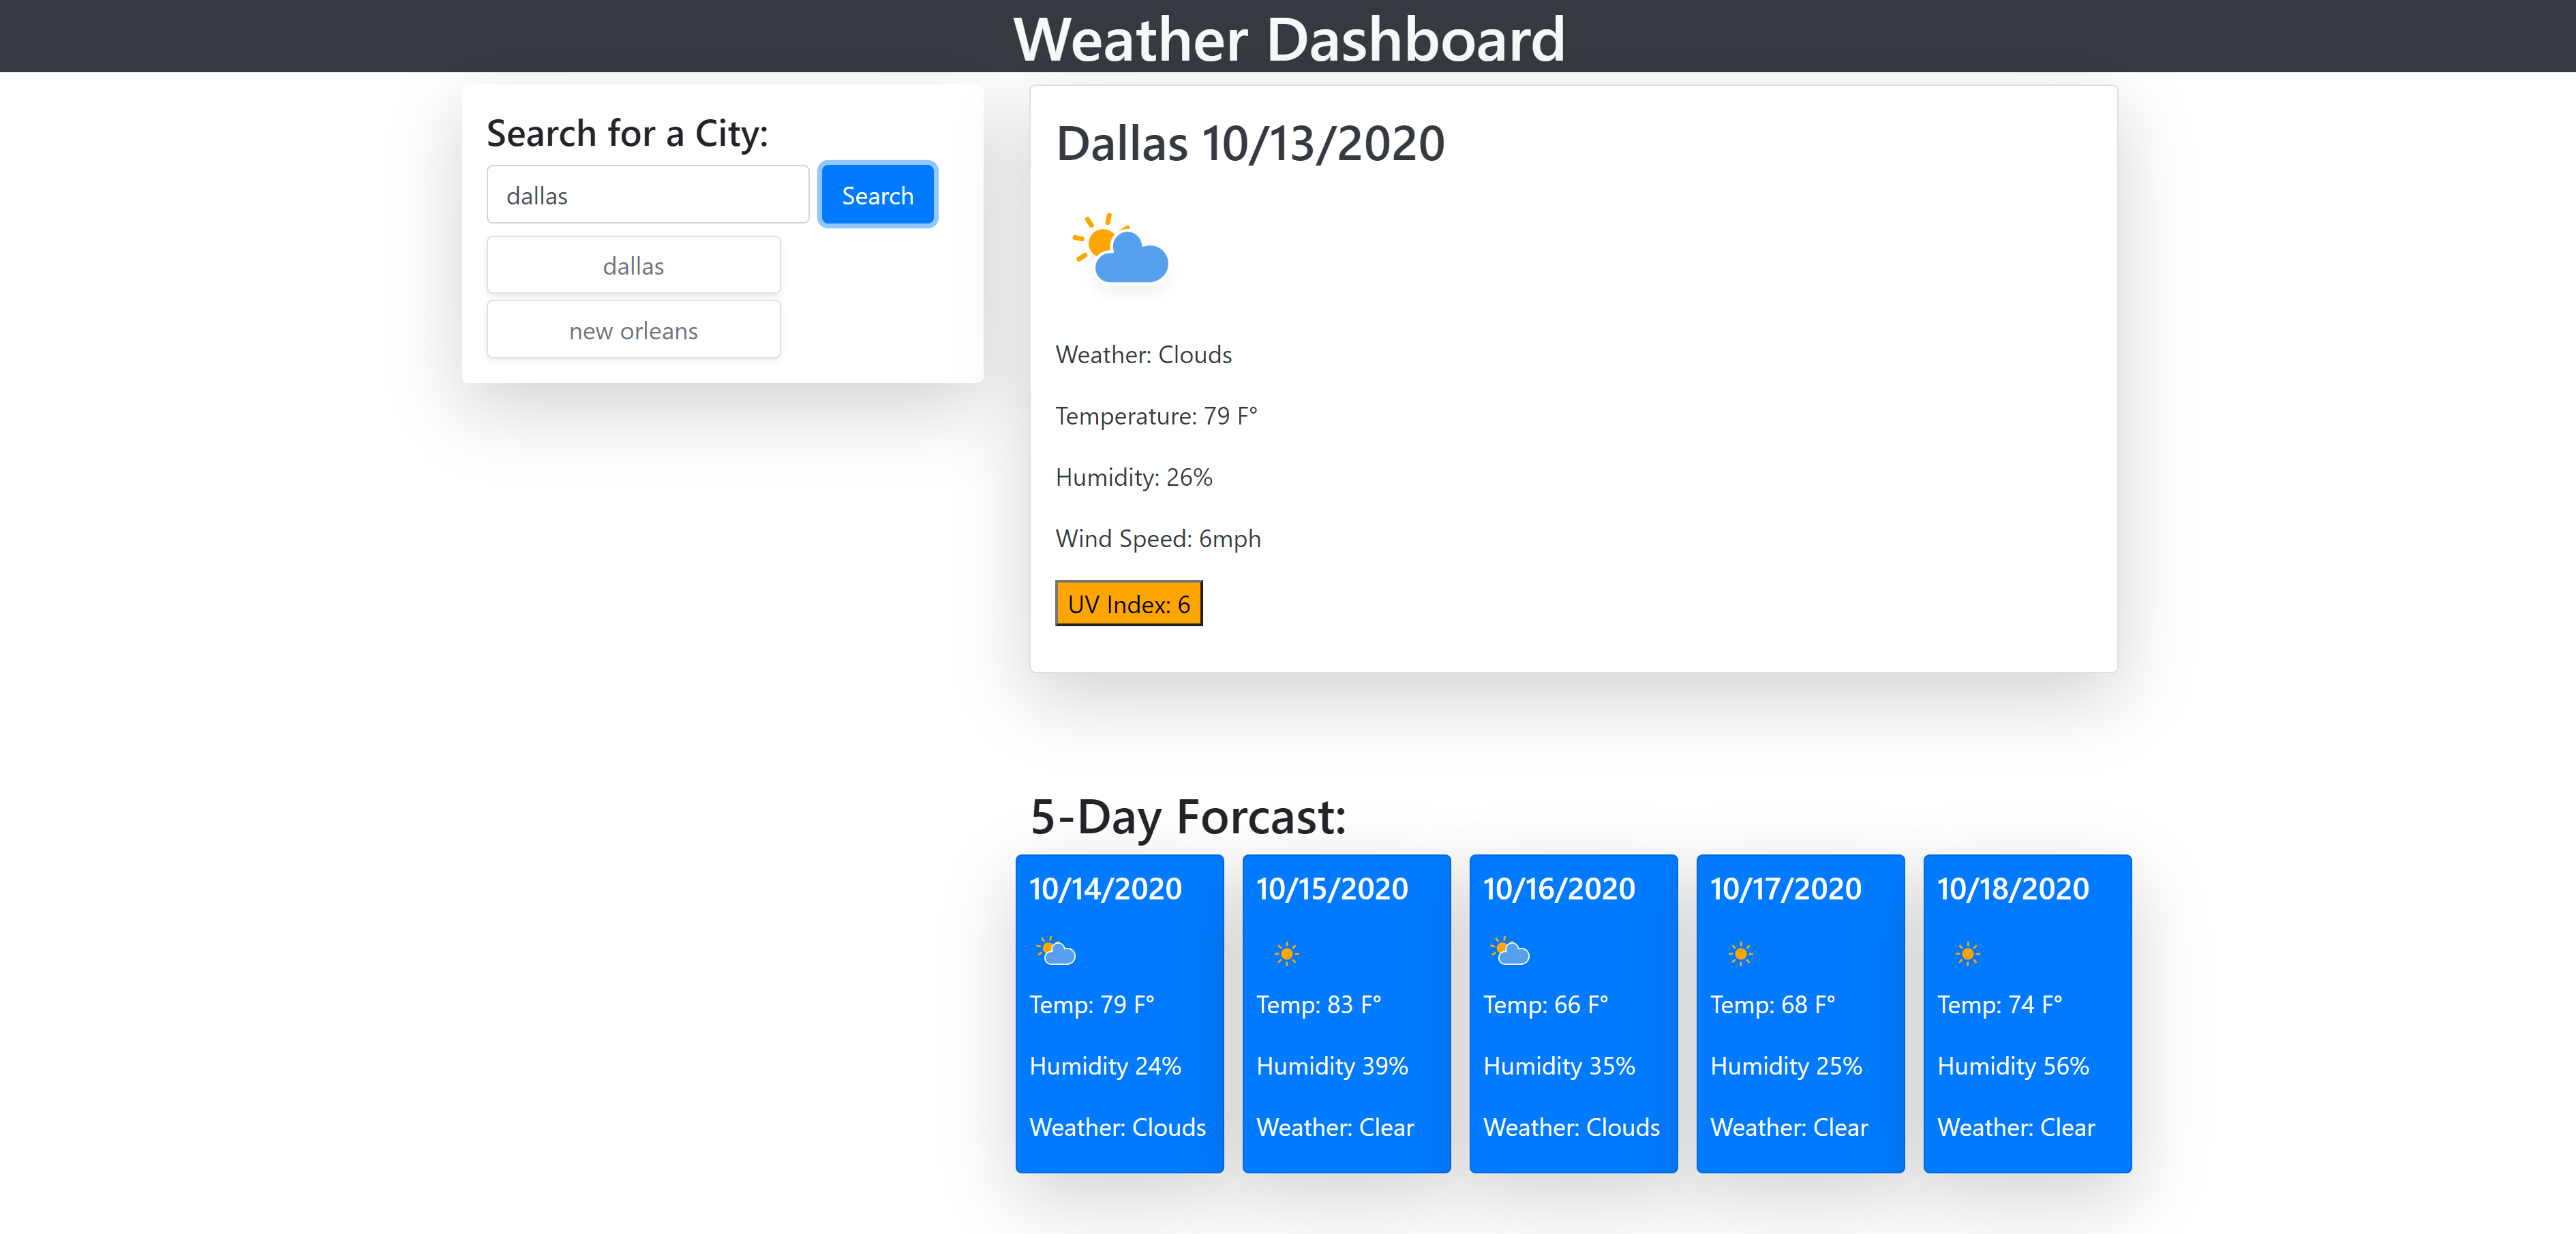 Weather Dashboard
Search for a City:
dallas
Search
dallas
new orleans
Dallas 10/13/2020
Weather: Clouds
Temperature: 79 F°
Humidity: 26%
Wind Speed: 6mph
UV Index: 6
5-Day Forcast:
10/14/2020
Temp: 79 F°
Humidity 24%
Weather: Clouds
10/15/2020
Temp: 83 F°
Humidity 39%
Weather: Clear
10/16/2020
Temp: 66 F°
Humidity 35%
Weather: Clouds
10/17/2020
Temp: 68 F°
Humidity 25%
Weather: Clear
10/18/2020
Temp: 74 F°
Humidity 56%
Weather: Clear